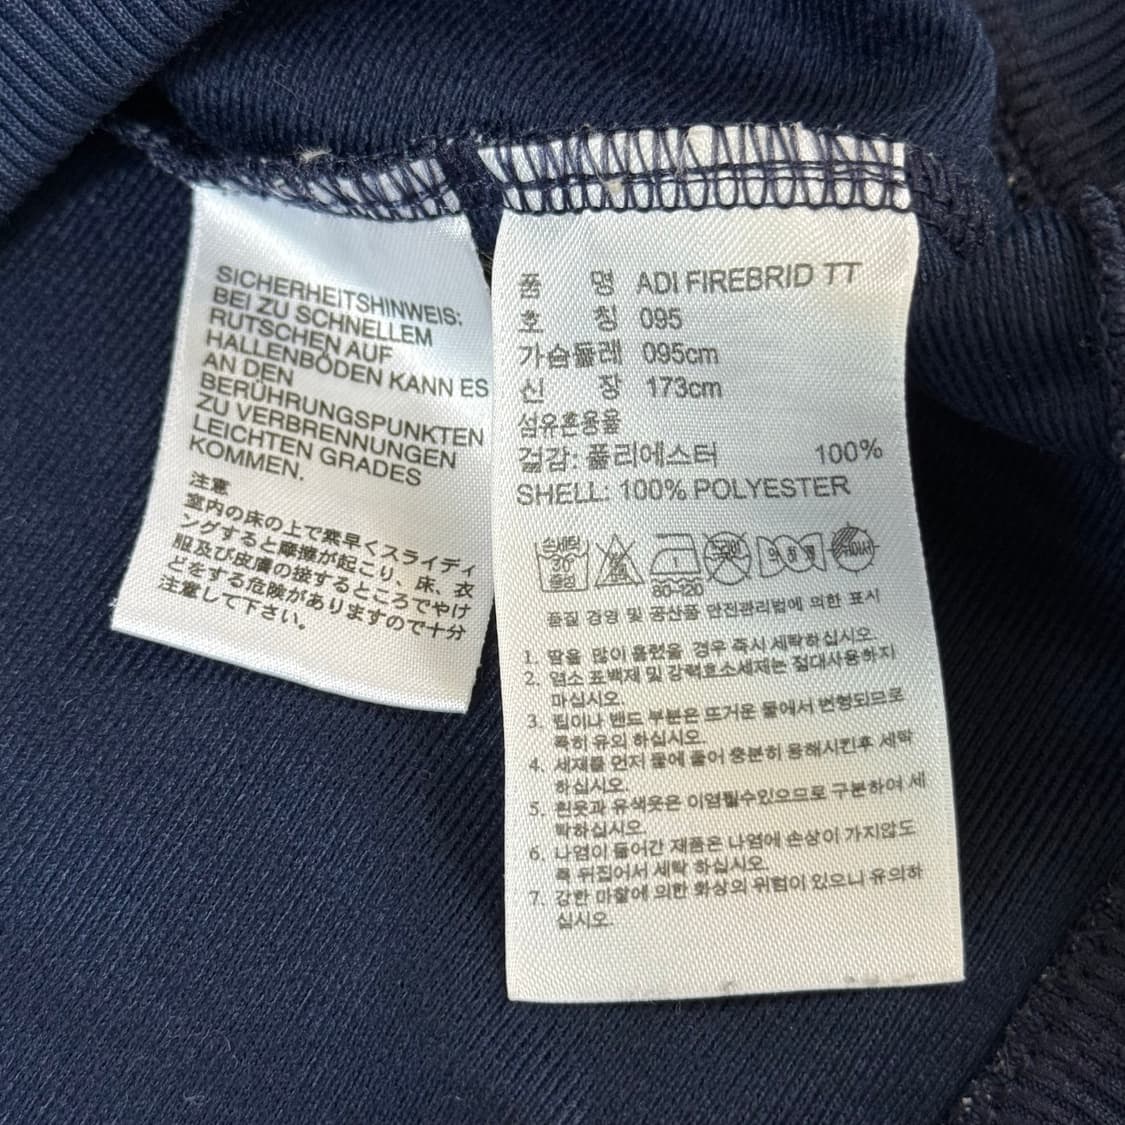 SICHERHEITSHINWEIS:
BEI ZU SCHNELLEM
RUTSCHEN AUF
HALLENBÖDEN KANN ES
AN DEN
BERÜHRUNGSPUNKTEN
ZU VERBRENNUNGEN
LEICHTEN GRADES
KOMMEN.
注意
室内の床の上で素早くスライディ
ングすると摩擦が起こり、床、衣
服及び皮膚の接するところでやけ
どをする危険がありますので十分
注意して下さい。
품 명 ADI FIREBRID TT
호 칭 095
가슴둘레 095cm
신 장 173cm
섬유혼용율
겉감: 폴리에스터 100%
SHELL: 100% POLYESTER
손세탁
30
중성
80~120
품질 경영 및 공산품 안전관리법에 의한 표시
1. 땀을 많이 흘렸을 경우 즉시 세탁하십시오.
2. 염소 표백제 및 강력효소세제는 절대사용하지
마십시오.
3. 립이나 밴드 부분은 뜨거운 물에서 변형되므로
특히 유의 하십시오.
4. 세제를 먼저 물에 풀어 충분히 용해시킨후 세탁
하십시오.
5. 흰옷과 유색옷은 이염될수있으므로 구분하여 세
탁하십시오.
6. 나염이 들어간 제품은 나염에 손상이 가지않도
록 뒤집어서 세탁 하십시오.
7. 강한 마찰에 의한 화상의 위험이 있으니 유의하
십시오.